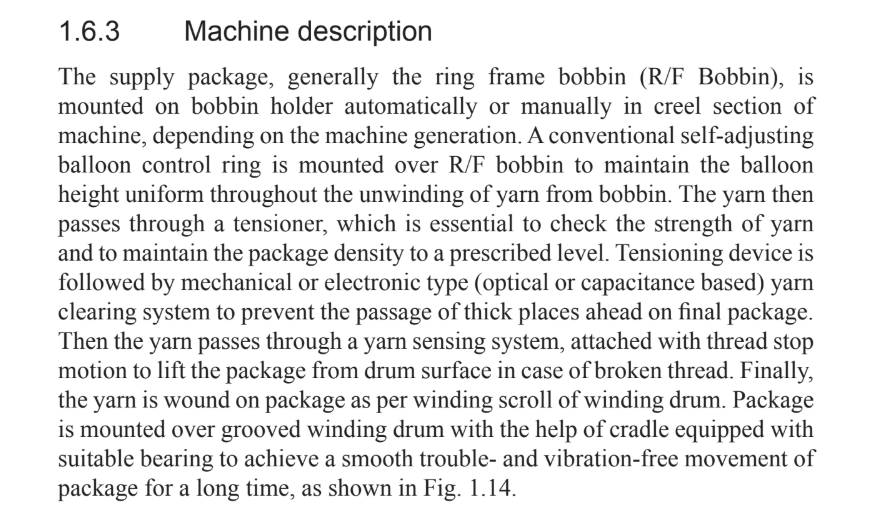 1.6.3 Machine description
The supply package, generally the ring frame bobbin (R/F Bobbin), is
mounted on bobbin holder automatically or manually in creel section of
machine, depending on the machine generation. A conventional self-adjusting
balloon control ring is mounted over R/F bobbin to maintain the balloon
height uniform throughout the unwinding of yarn from bobbin. The yarn then
passes through a tensioner, which is essential to check the strength of yarn
and to maintain the package density to a prescribed level. Tensioning device is
followed by mechanical or electronic type (optical or capacitance based) yarn
clearing system to prevent the passage of thick places ahead on final package.
Then the yarn passes through a yarn sensing system, attached with thread stop
motion to lift the package from drum surface in case of broken thread. Finally,
the yarn is wound on package as per winding scroll of winding drum. Package
is mounted over grooved winding drum with the help of cradle equipped with
suitable bearing to achieve a smooth trouble- and vibration-free movement of
package for a long time, as shown in Fig. 1.14.